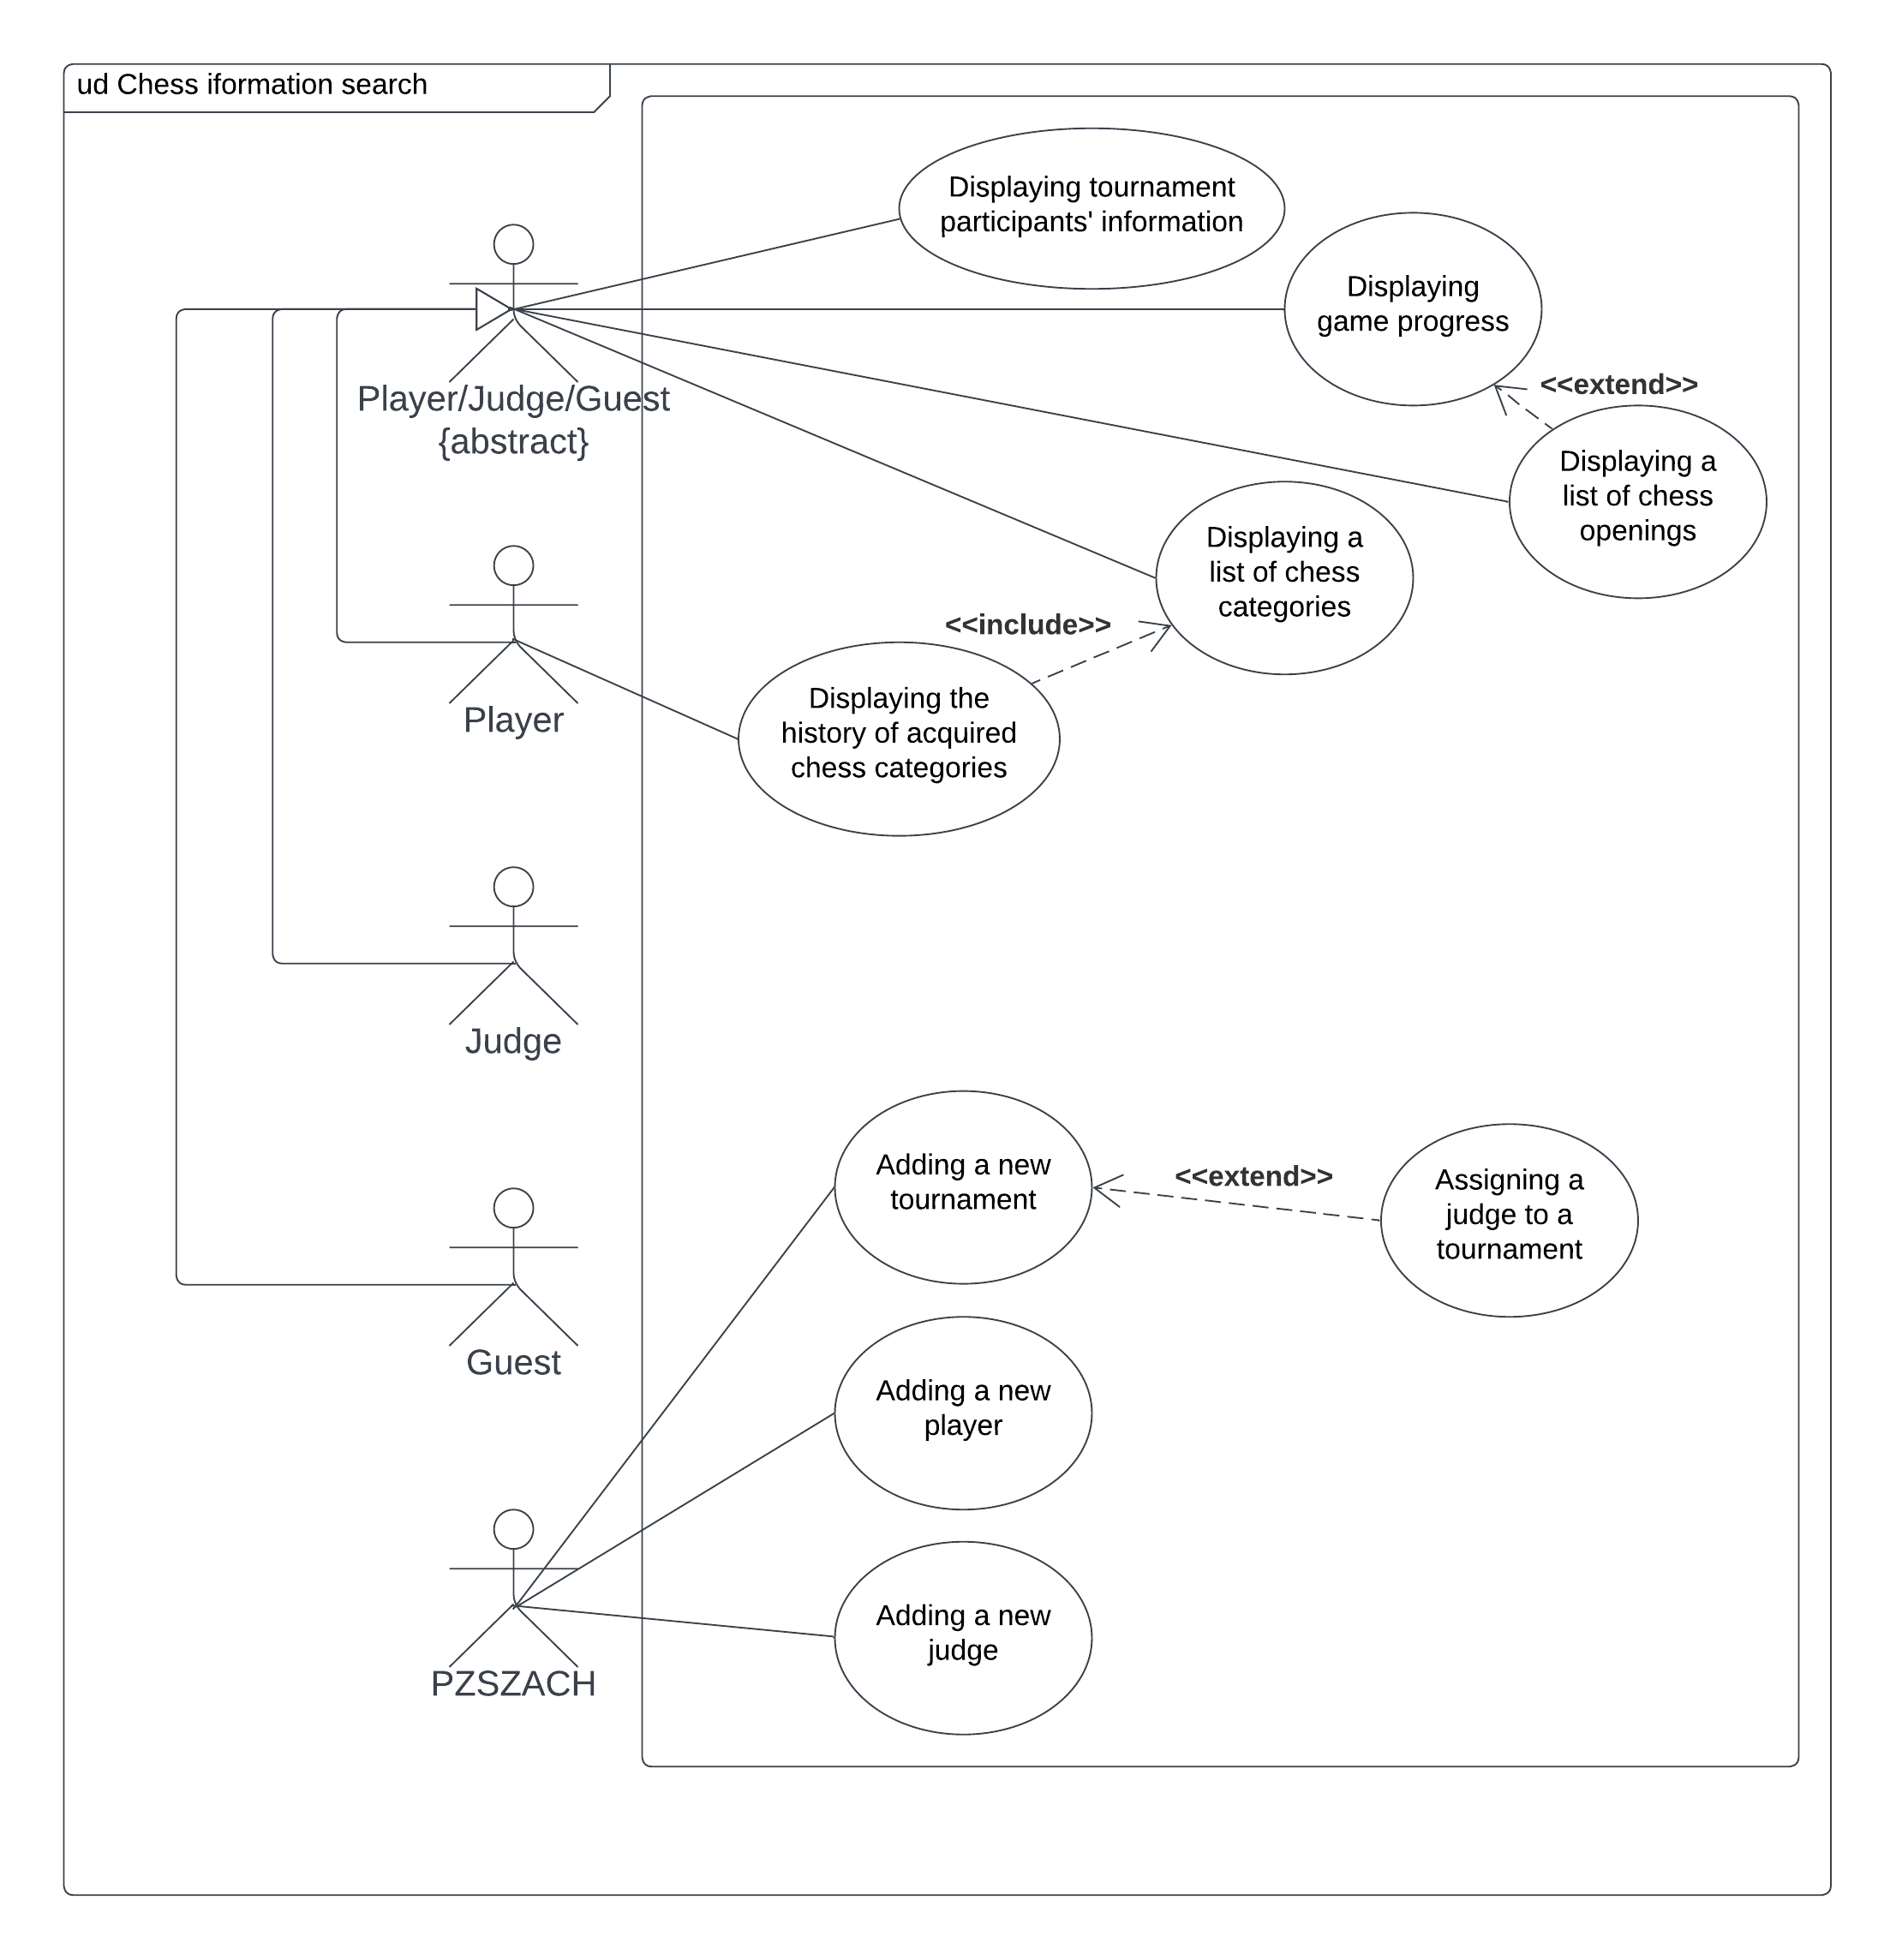 ud Chess iformation search
Displaying tournament
participants' information
Displaying
game progress
<<extend>>
Player/Judge/Guest
{abstract}
Displaying a
list of chess
openings
Displaying a
list of chess
categories
<<include>>
Displaying the
history of acquired
chess categories
Player
Judge
Adding a new
tournament
<<extend>>
Assigning a
judge to a
tournament
Guest
Adding a new
player
Adding a new
judge
PZSZACH